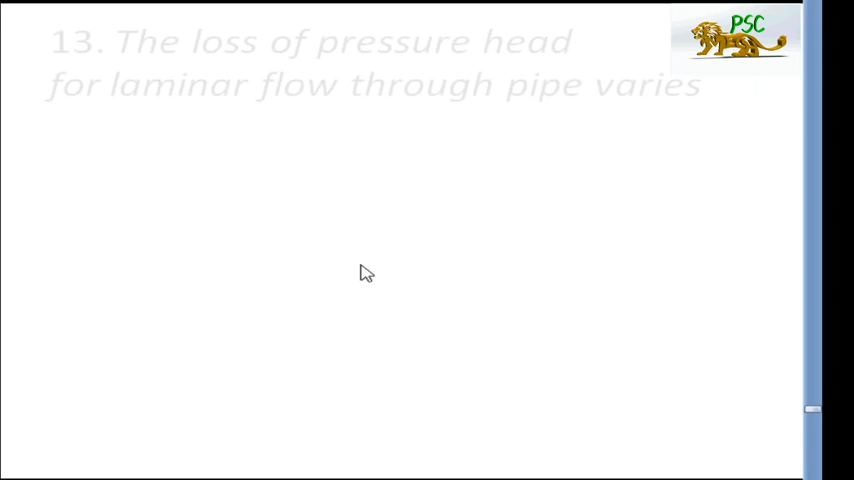 13. The loss of pressure head
for laminar flow through pipe varies
PSC